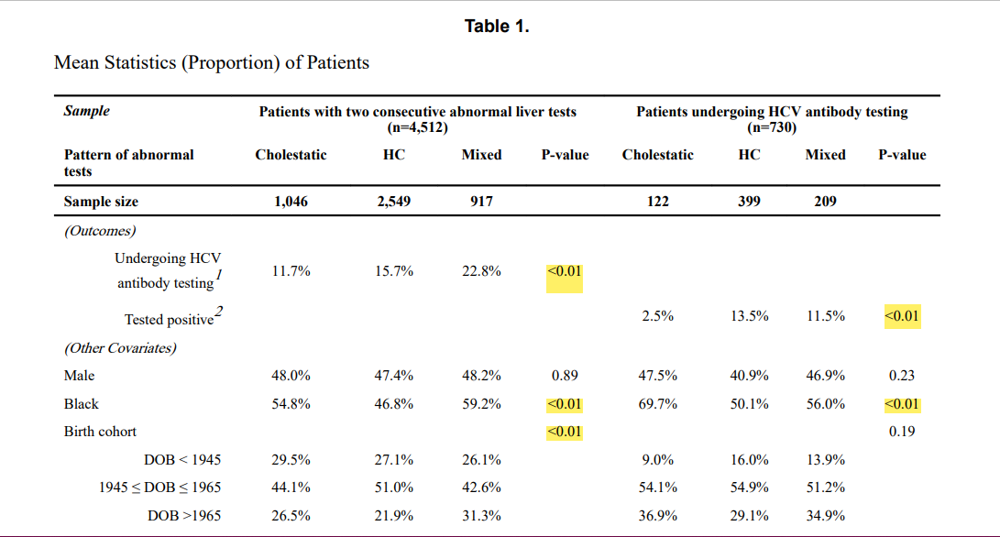 Table 1.
Mean Statistics (Proportion) of Patients
Sample Patients with two consecutive abnormal liver tests Patients undergoing HCV antibody testing
(n=4,512) (n=730)
Pattern of abnormal Cholestatic HC Mixed P-value Cholestatic HC Mixed P-value
tests
Sample size 1,046 2,549 917 122 399 209
(Outcomes)
Undergoing HCV
antibody testing1 11.7% 15.7% 22.8% <0.01
Tested positive2 2.5% 13.5% 11.5% <0.01
(Other Covariates)
Male 48.0% 47.4% 48.2% 0.89 47.5% 40.9% 46.9% 0.23
Black 54.8% 46.8% 59.2% <0.01 69.7% 50.1% 56.0% <0.01
Birth cohort <0.01 0.19
DOB < 1945 29.5% 27.1% 26.1% 9.0% 16.0% 13.9%
1945 ≤ DOB ≤ 1965 44.1% 51.0% 42.6% 54.1% 54.9% 51.2%
DOB >1965 26.5% 21.9% 31.3% 36.9% 29.1% 34.9%